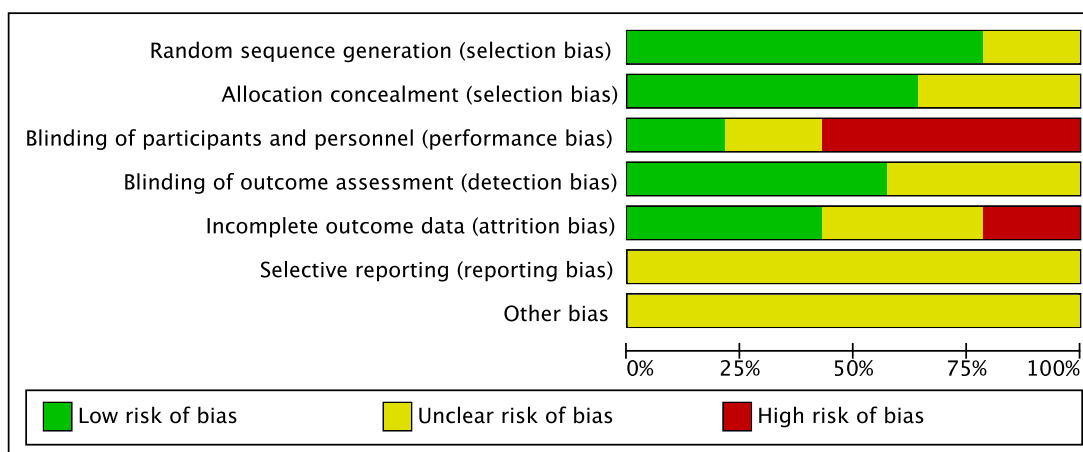 Random sequence generation (selection bias)
Allocation concealment (selection bias)
Blinding of participants and personnel (performance bias)
Blinding of outcome assessment (detection bias)
Incomplete outcome data (attrition bias)
Selective reporting (reporting bias)
Other bias
0% 25% 50% 75% 100%
Low risk of bias Unclear risk of bias High risk of bias